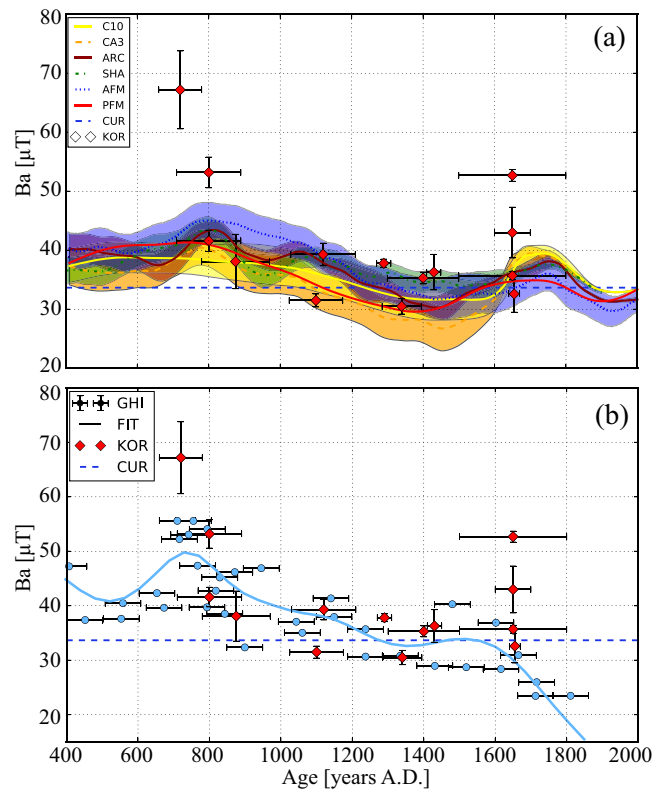 (a)
C10
CA3
ARC
SHA
AFM
PFM
CUR
KOR
Ba [μT]
80
70
60
50
40
30
20
(b)
GHI
FIT
KOR
CUR
Ba [μT]
80
70
60
50
40
30
20
15
400 600 800 1000 1200 1400 1600 1800 2000
Age [years A.D.]